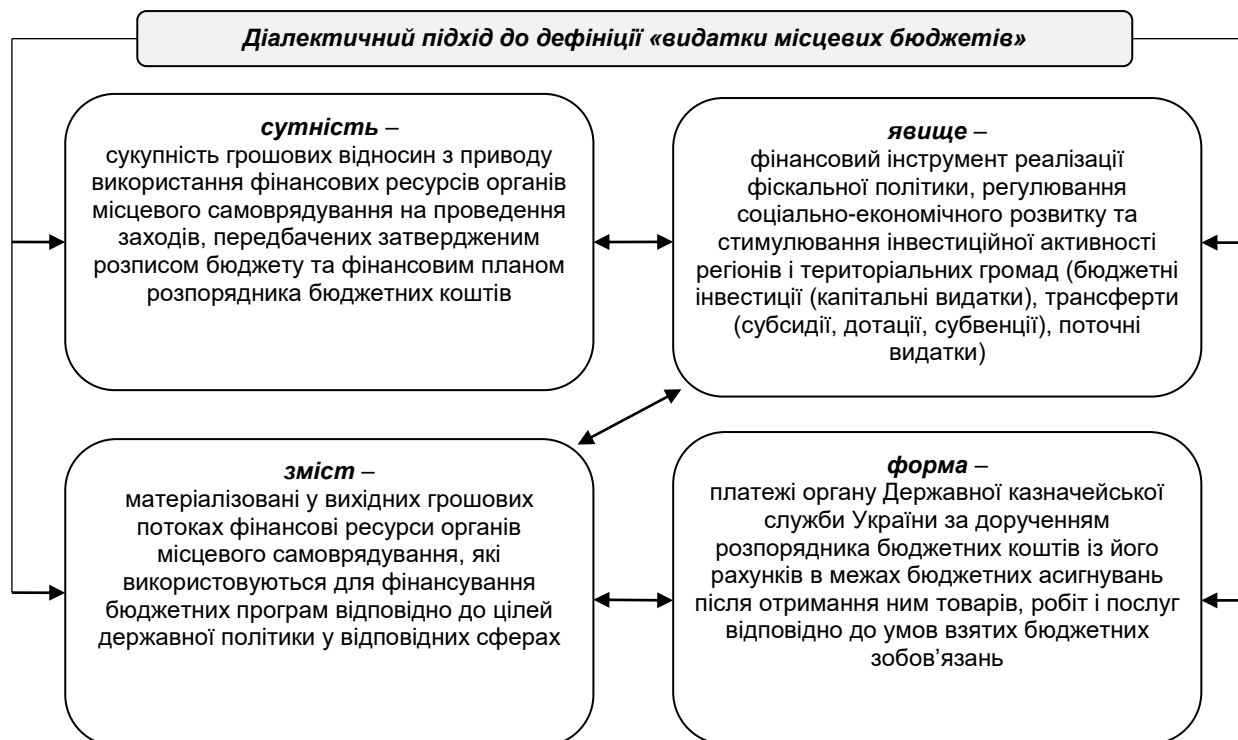 Діалектичний підхід до дефініції «видатки місцевих бюджетів»
сутність –
сукупність грошових відносин з приводу
використання фінансових ресурсів органів
місцевого самоврядування на проведення
заходів, передбачених затвердженим
розписом бюджету та фінансовим планом
розпорядника бюджетних коштів
явище –
фінансовий інструмент реалізації
фіскальної політики, регулювання
соціально-економічного розвитку та
стимулювання інвестиційної активності
регіонів і територіальних громад (бюджетні
інвестиції (капітальні видатки), трансферти
(субсидії, дотації, субвенції), поточні
видатки)
зміст –
матеріалізовані у вихідних грошових
потоках фінансові ресурси органів
місцевого самоврядування, які
використовуються для фінансування
бюджетних програм відповідно до цілей
державної політики у відповідних сферах
форма –
платежі органу Державної казначейської
служби України за дорученням
розпорядника бюджетних коштів із його
рахунків в межах бюджетних асигнувань
після отримання ним товарів, робіт і послуг
відповідно до умов взятих бюджетних
зобов’язань